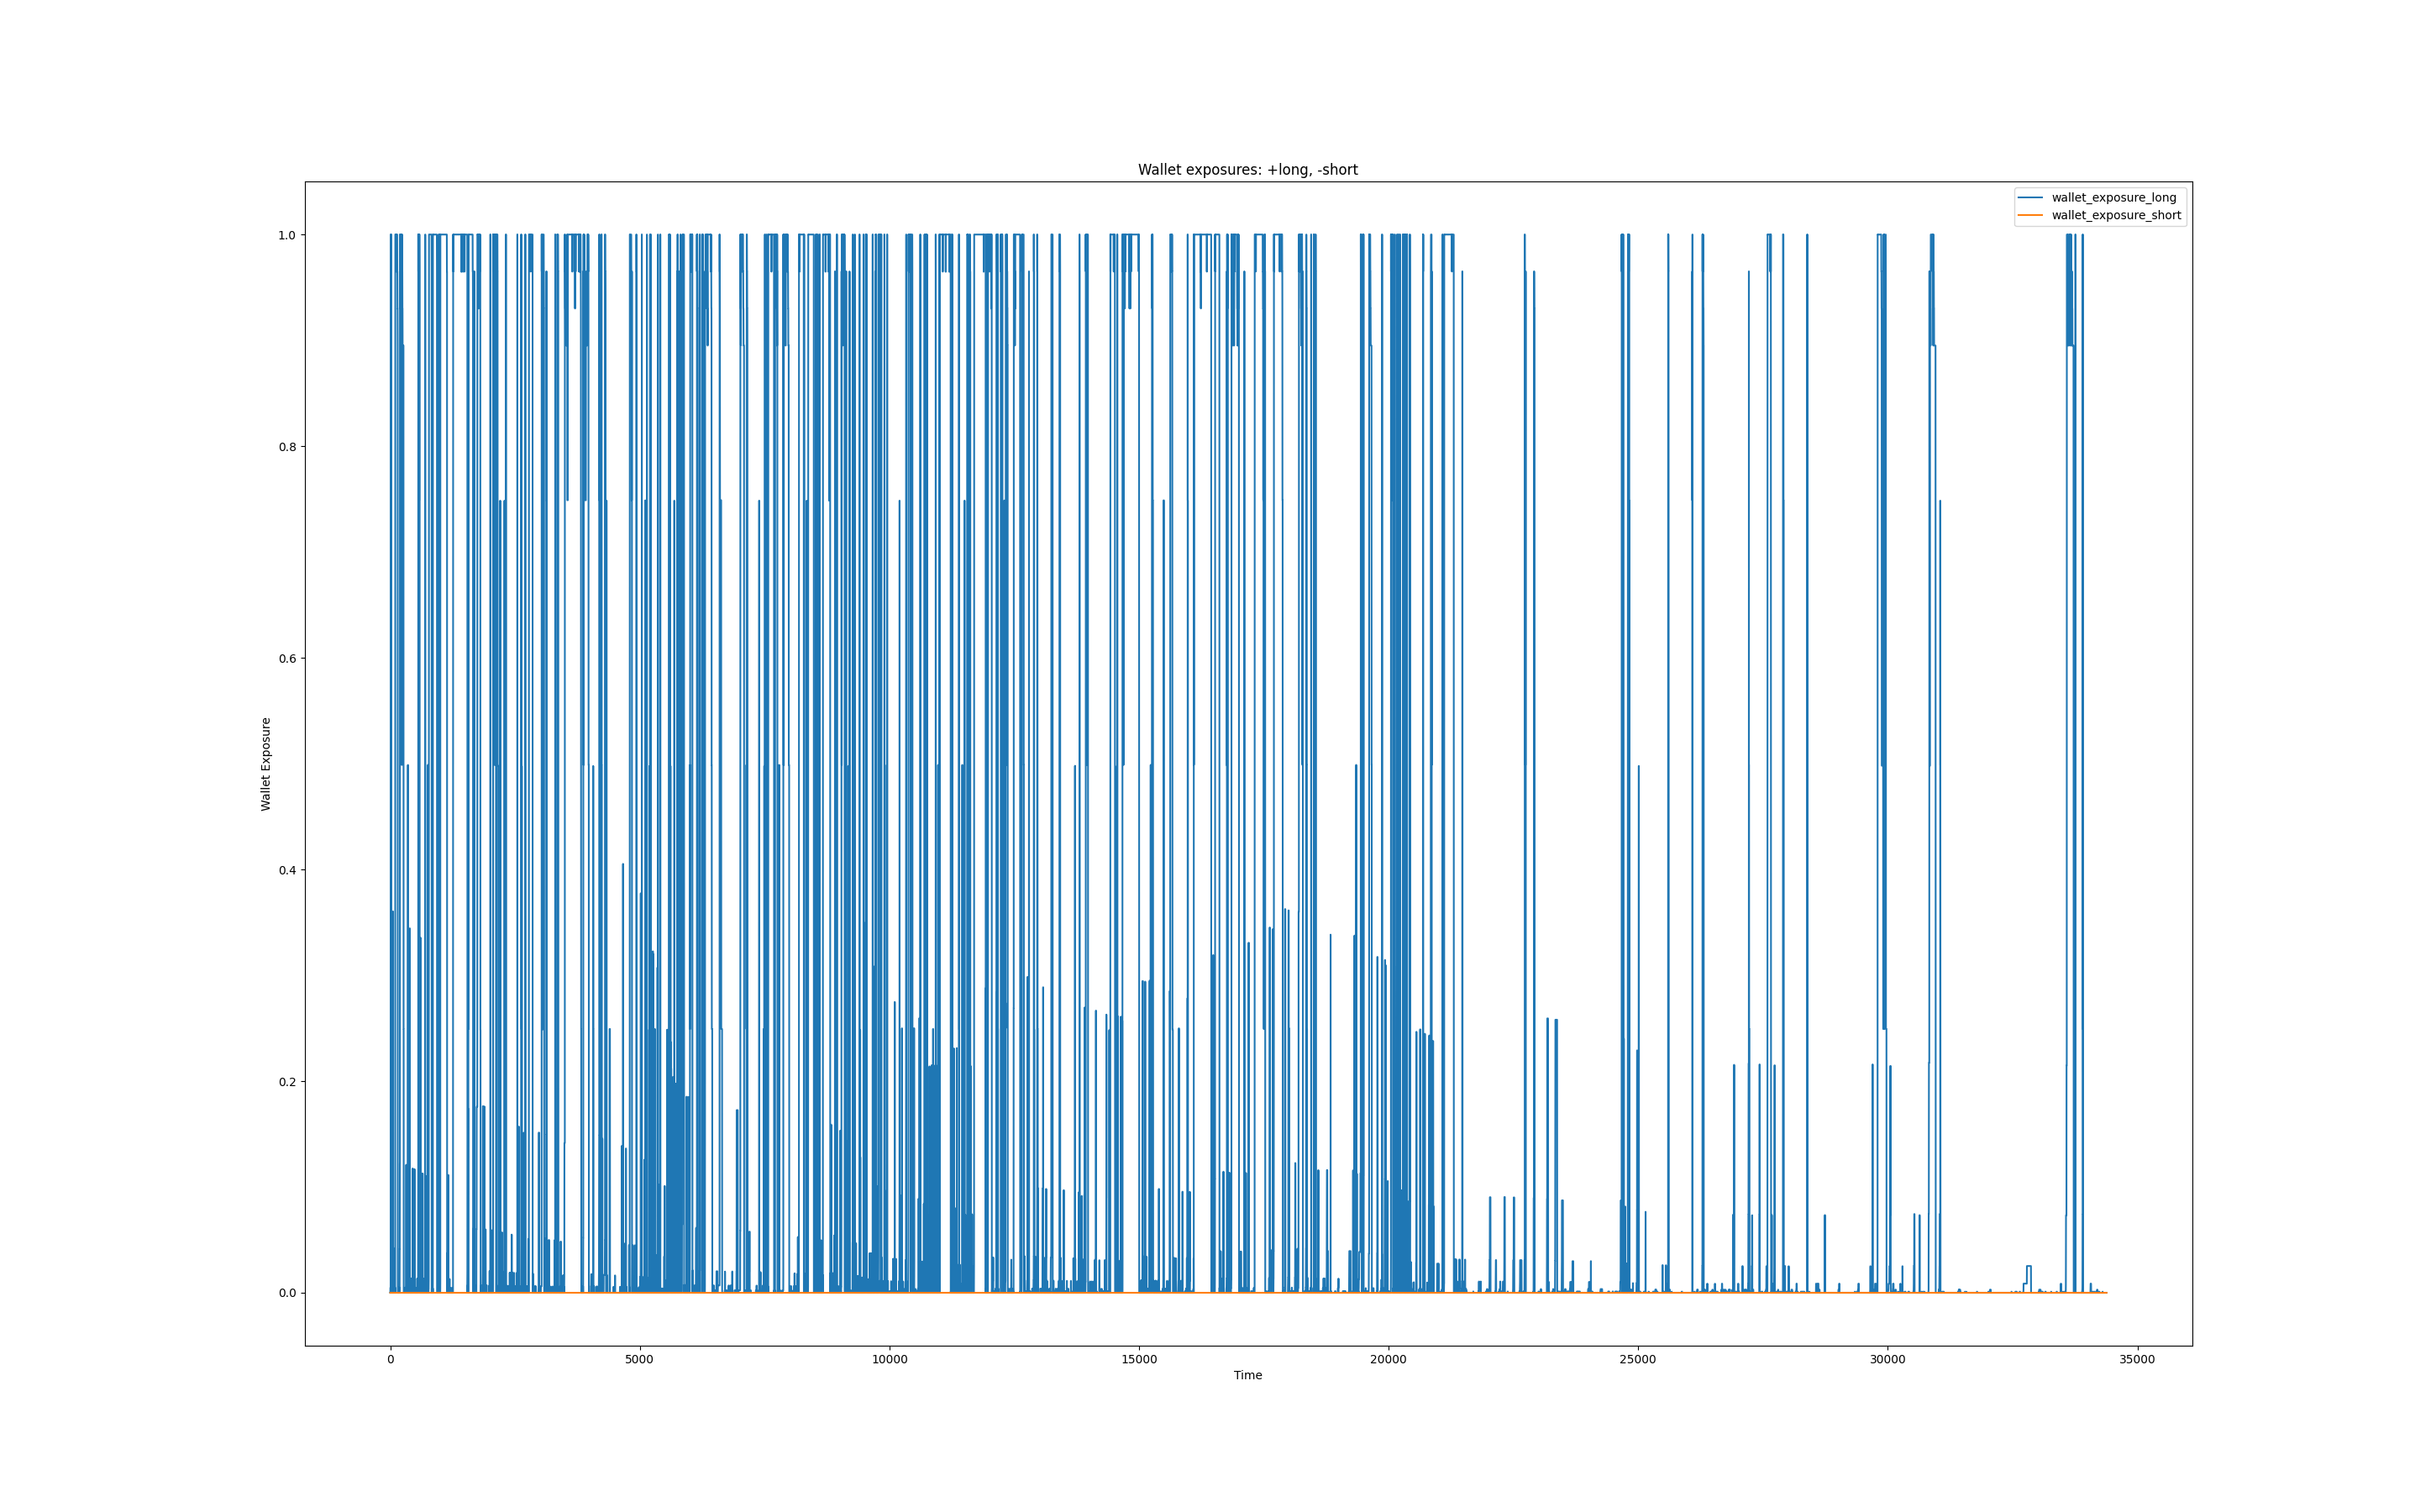 Wallet exposures: +long, -short
wallet_exposure_long
wallet_exposure_short
1.0
0.8
0.6
0.4
0.2
0.0
Wallet Exposure
0 5000 10000 15000 20000 25000 30000 35000
Time